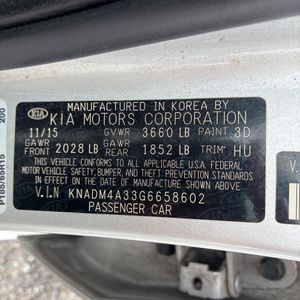 MANUFACTURED IN KOREA BY
KIA KIA MOTORS CORPORATION
11/15 GVWR 3660 LB PAINT: 3D
GAWR FRONT 2028 LB GAWR REAR 1852 LB TRIM: HU
THIS VEHICLE CONFORMS TO ALL APPLICABLE U.S.A. FEDERAL
MOTOR VEHICLE SAFETY, BUMPER, AND THEFT PREVENTION STANDARDS
IN EFFECT ON THE DATE OF MANUFACTURE SHOWN ABOVE.
V.I.N KNADM4A33G6658602
PASSENGER CAR
P185/65R15
200